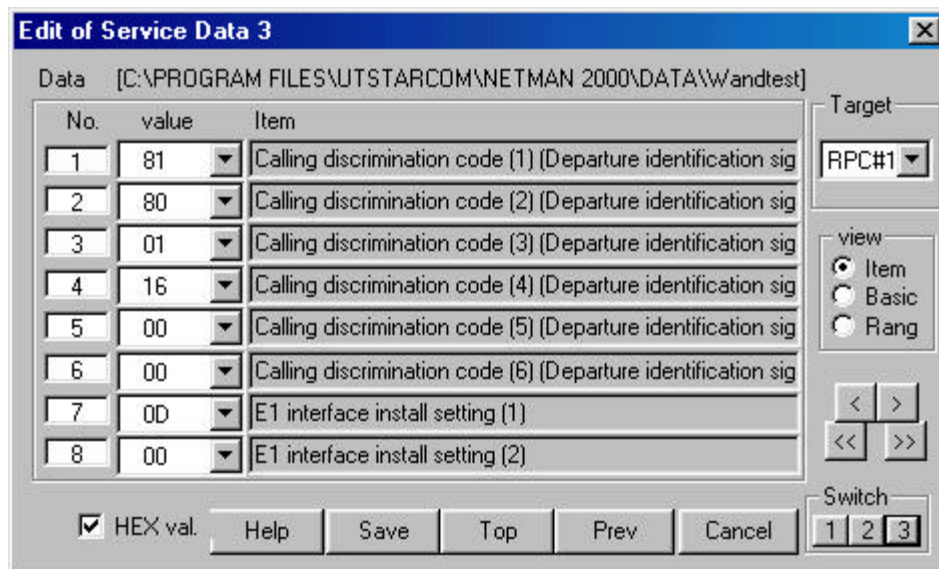 Edit of Service Data 3
Data [C:\PROGRAM FILES\UTSTARCOM\NETMAN 2000\DATA\Wandtest]
No. value Item
1 81 Calling discrimination code (1) (Departure identification sig
2 80 Calling discrimination code (2) (Departure identification sig
3 01 Calling discrimination code (3) (Departure identification sig
4 16 Calling discrimination code (4) (Departure identification sig
5 00 Calling discrimination code (5) (Departure identification sig
6 00 Calling discrimination code (6) (Departure identification sig
7 0D E1 interface install setting (1)
8 00 E1 interface install setting (2)
Target
RPC#1
view
Item
Basic
Rang
< >
<< >>
Switch
1 2 3
HEX val. Help Save Top Prev Cancel